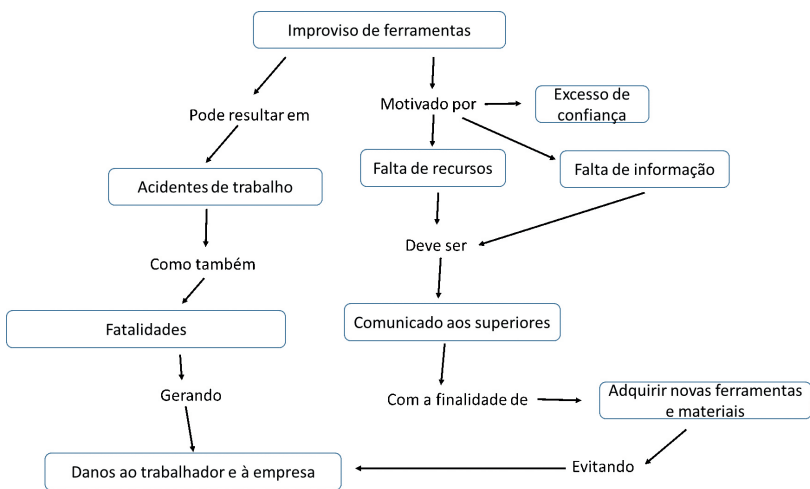 Improviso de ferramentas
Pode resultar em
Motivado por
Excesso de
confiança
Acidentes de trabalho
Falta de recursos
Falta de informação
Deve ser
Como também
Fatalidades
Comunicado aos superiores
Gerando
Com a finalidade de
Adquirir novas ferramentas
e materiais
Danos ao trabalhador e à empresa
Evitando